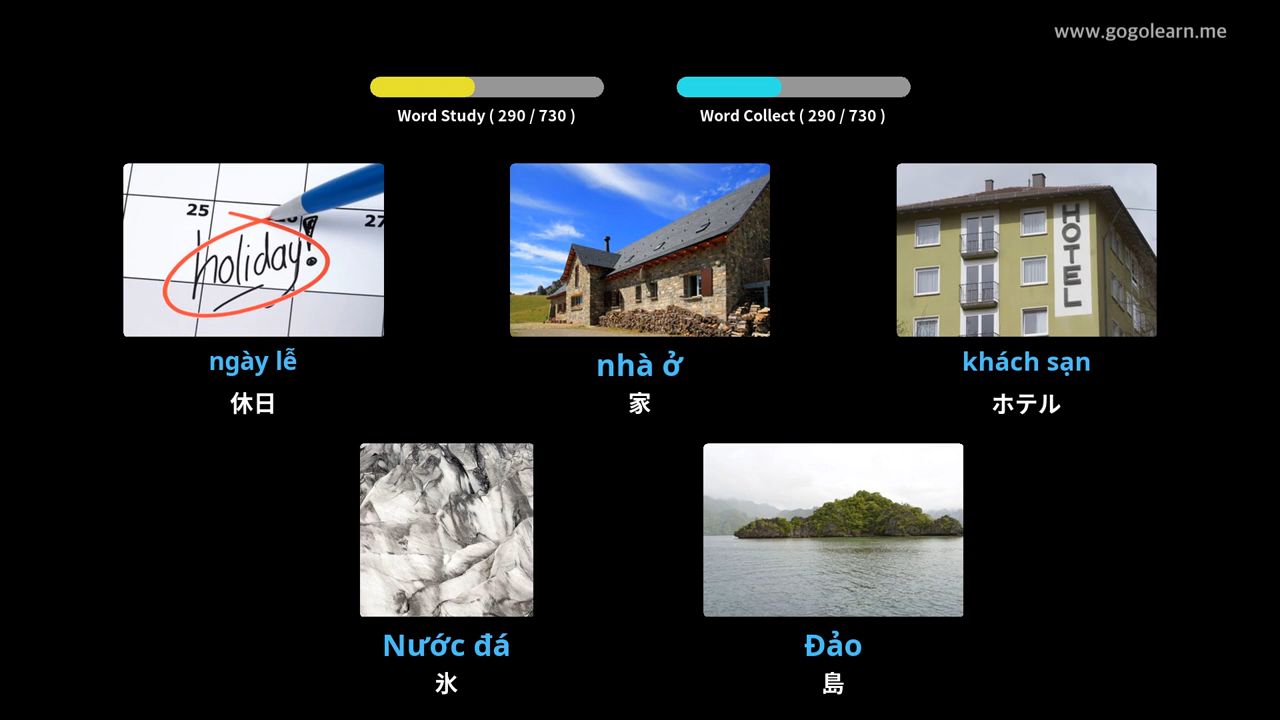 www.gogolearn.me
Word Study ( 290 / 730 )
Word Collect ( 290 / 730 )
25
27
holiday!
HOTEL
ngày lễ
nhà ở
khách sạn
休日
家
ホテル
Nước đá
Đảo
氷
島